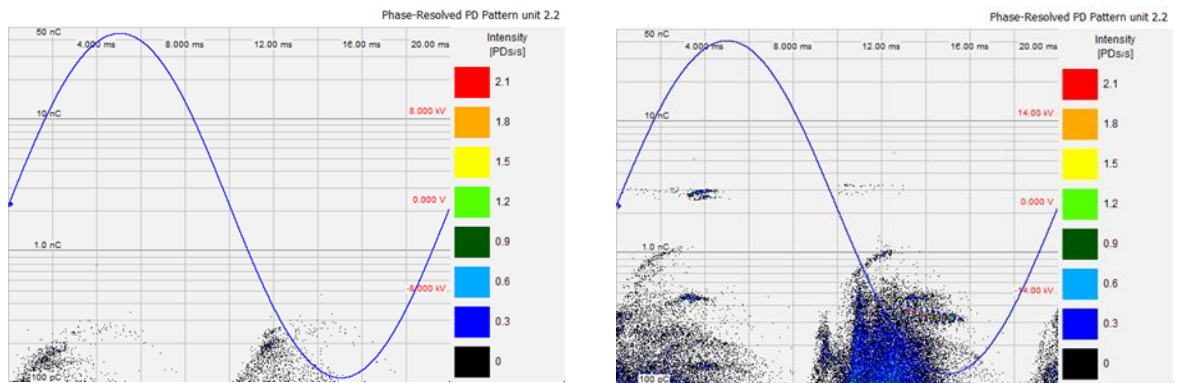 Phase-Resolved PD Pattern unit 2.2
50 nC
4.000 ms
8.000 ms
12.00 ms
16.00 ms
20.00 ms
Intensity
[PDs/s]
2.1
10 nC
8.000 kV
1.8
1.5
1.2
0.000 V
1.0 nC
0.9
-8.000 kV
0.6
0.3
100 pC
0
Phase-Resolved PD Pattern unit 2.2
50 nC
4.000 ms
8.000 ms
12.00 ms
16.00 ms
20.00 ms
Intensity
[PDs/s]
2.1
10 nC
14.00 kV
1.8
1.5
1.2
0.000 V
1.0 nC
0.9
-14.00 kV
0.6
0.3
100 pC
0